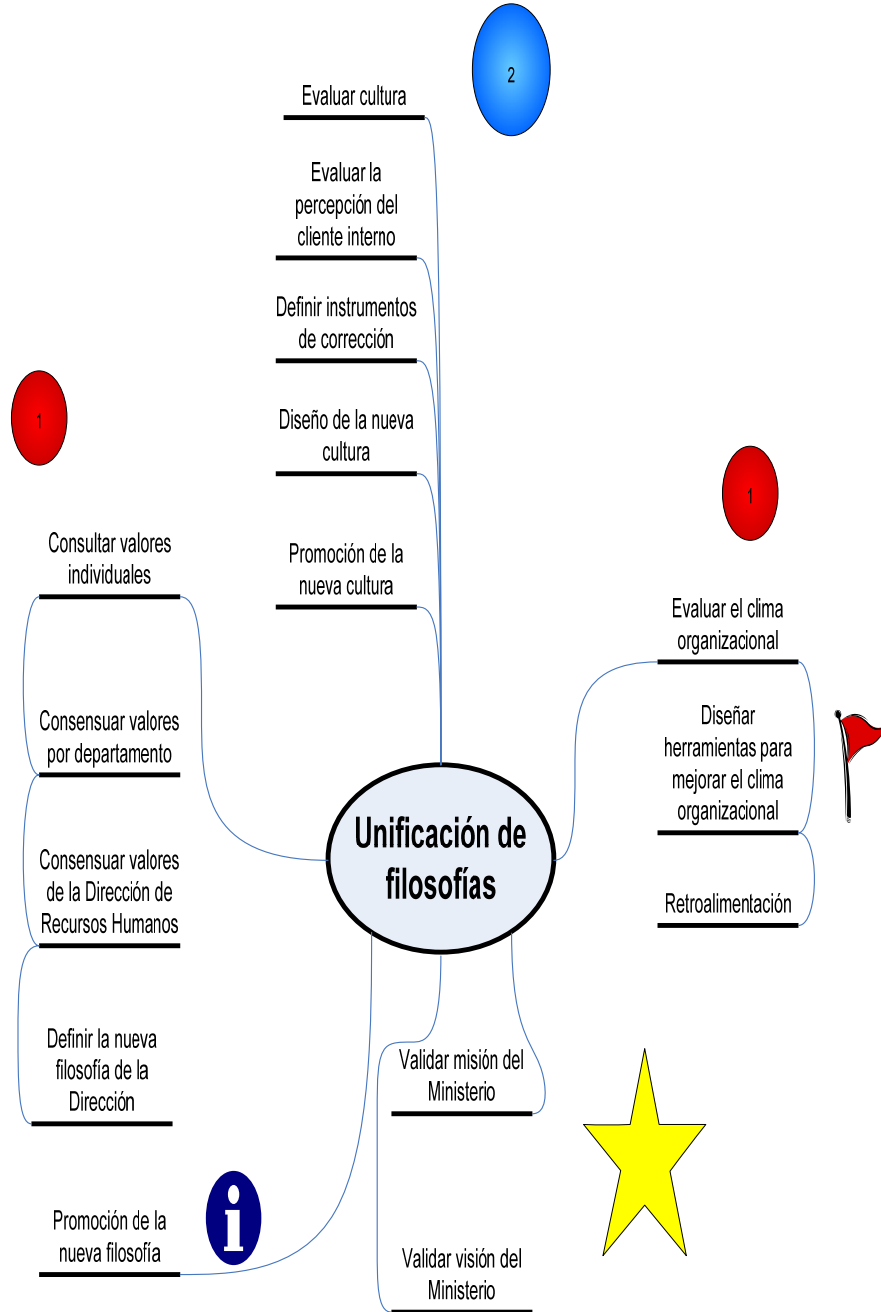 2
Evaluar cultura
Evaluar la
percepción del
cliente interno
Definir instrumentos
de corrección
Diseño de la nueva
cultura
Promoción de la
nueva cultura
1
Consultar valores
individuales
Consensuar valores
por departamento
Consensuar valores
de la Dirección de
Recursos Humanos
Definir la nueva
filosofía de la
Dirección
Promoción de la
nueva filosofía
i
Unificación de
filosofías
1
Evaluar el clima
organizacional
Diseñar
herramientas para
mejorar el clima
organizacional
Retroalimentación
Validar misión del
Ministerio
Validar visión del
Ministerio